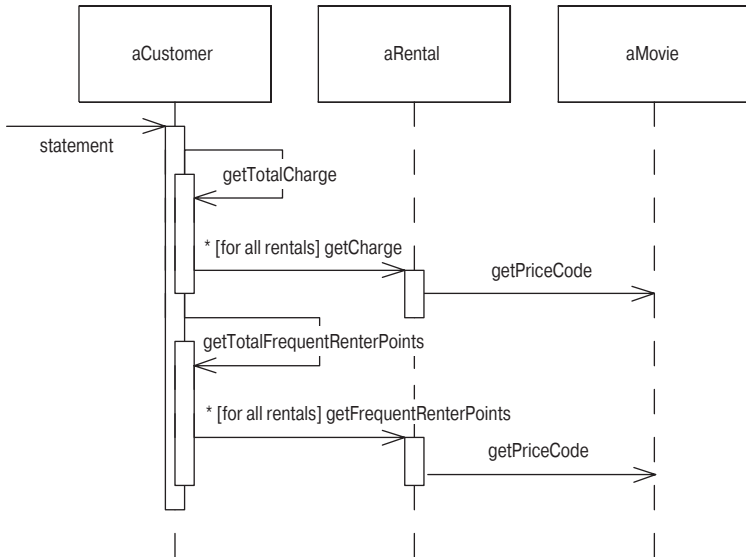 aCustomer
aRental
aMovie
statement
getTotalCharge
* [for all rentals] getCharge
getPriceCode
getTotalFrequentRenterPoints
* [for all rentals] getFrequentRenterPoints
getPriceCode